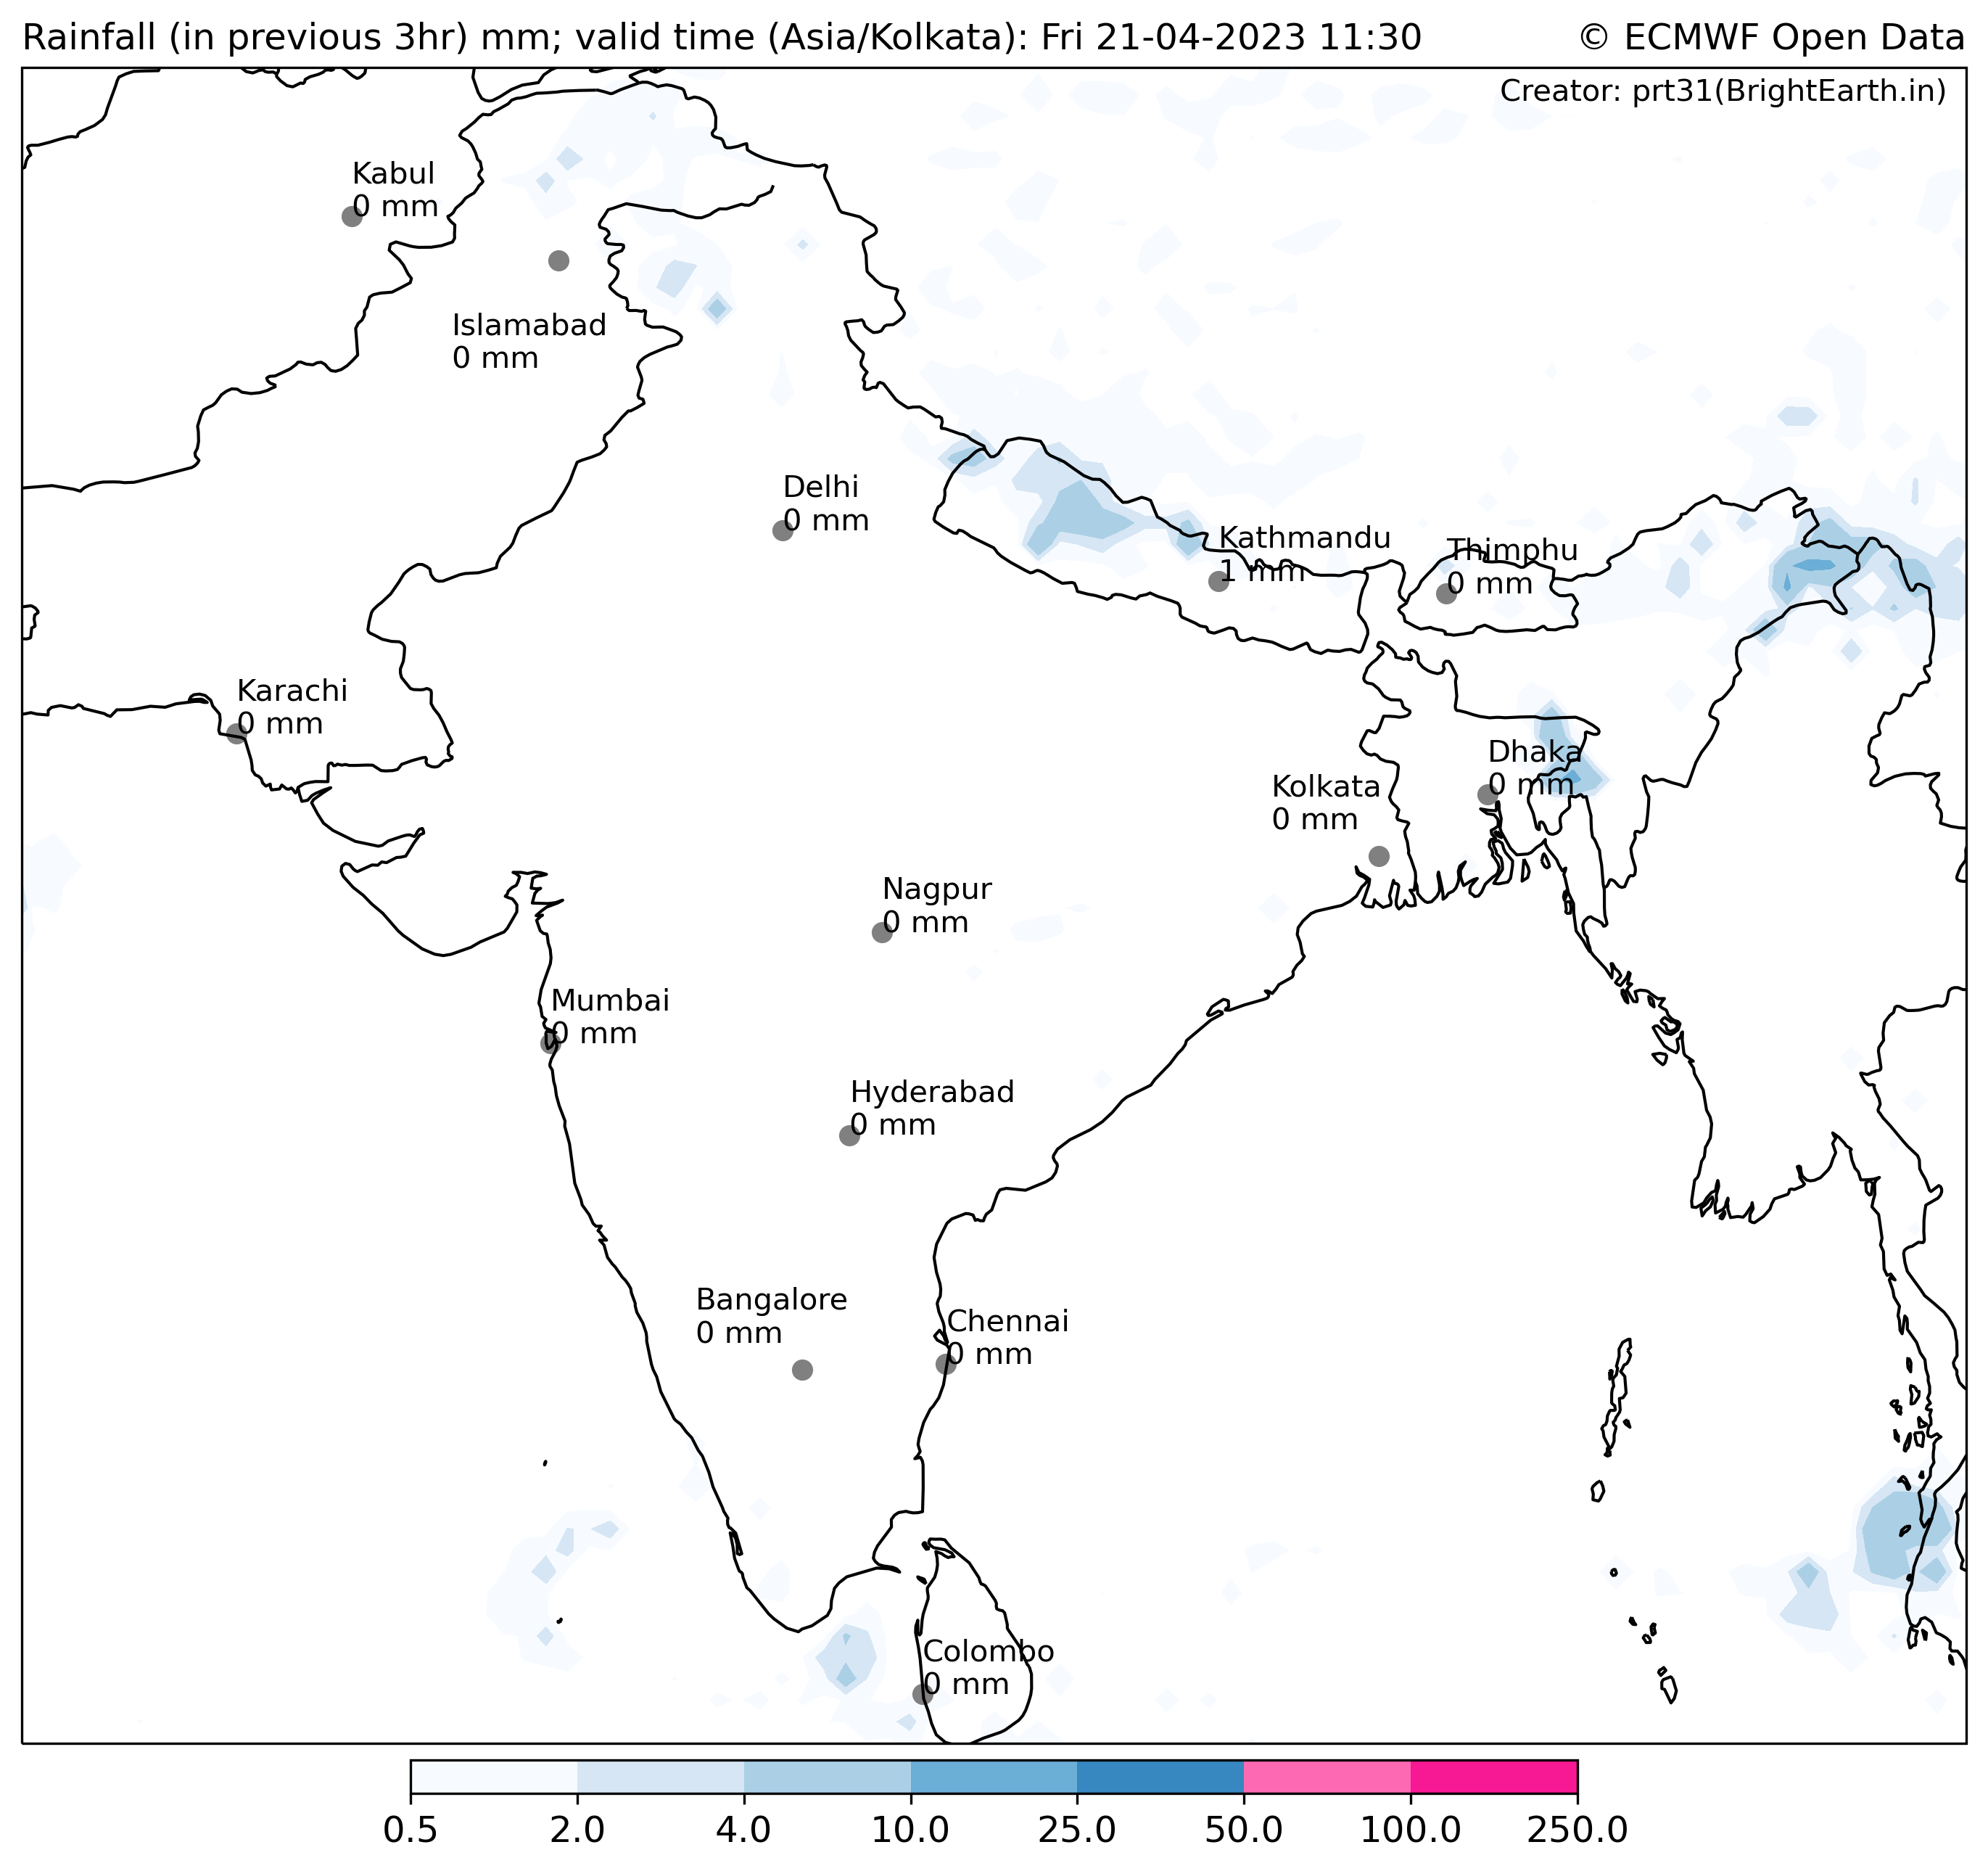 Rainfall (in previous 3hr) mm; valid time (Asia/Kolkata): Fri 21-04-2023 11:30
© ECMWF Open Data
Creator: prt31(BrightEarth.in)
Kabul
0 mm
Islamabad
0 mm
Delhi
0 mm
Kathmandu
1 mm
Thimphu
0 mm
Karachi
0 mm
Dhaka
0 mm
Kolkata
0 mm
Nagpur
0 mm
Mumbai
0 mm
Hyderabad
0 mm
Bangalore
0 mm
Chennai
0 mm
Colombo
0 mm
0.5 2.0 4.0 10.0 25.0 50.0 100.0 250.0